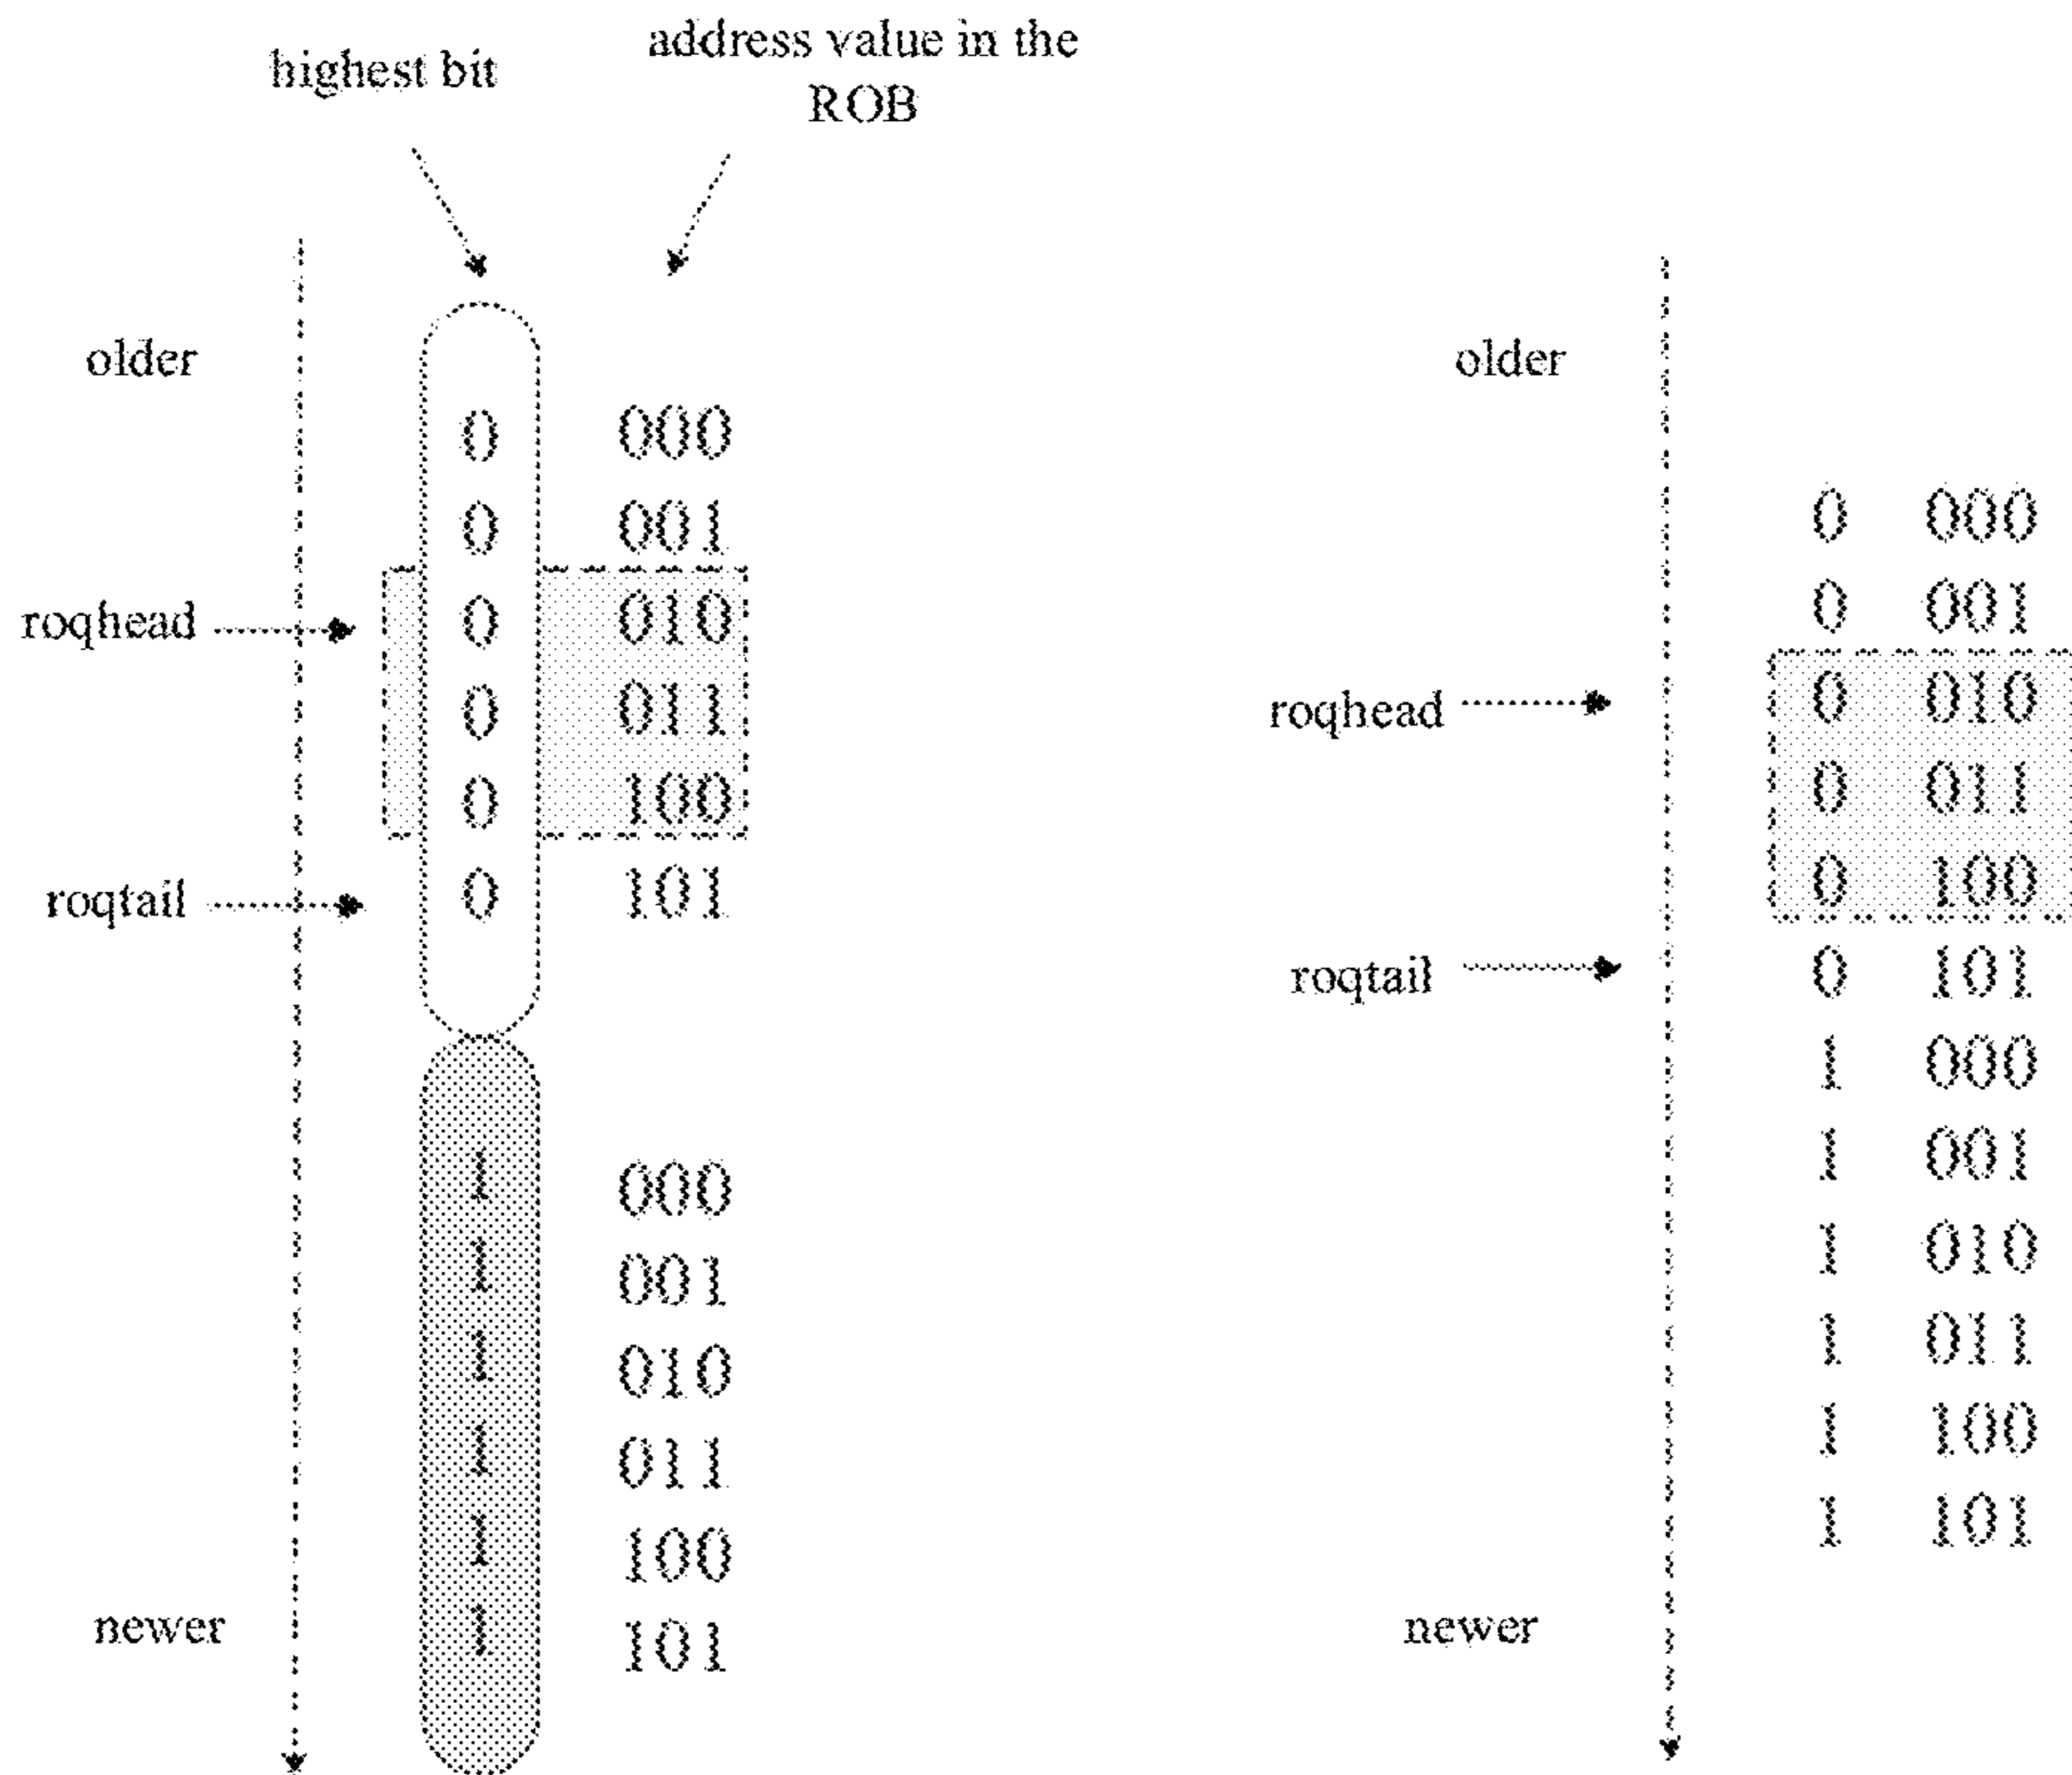 highest bit
address value in the
ROB
older
0 000
0 001
roqhead 0 010
0 011
0 100
roqtail 0 101
1 000
1 001
1 010
1 011
1 100
newer 1 101
older
0 000
0 001
roqhead 0 010
0 011
0 100
roqtail 0 101
1 000
1 001
1 010
1 011
1 100
1 101
newer